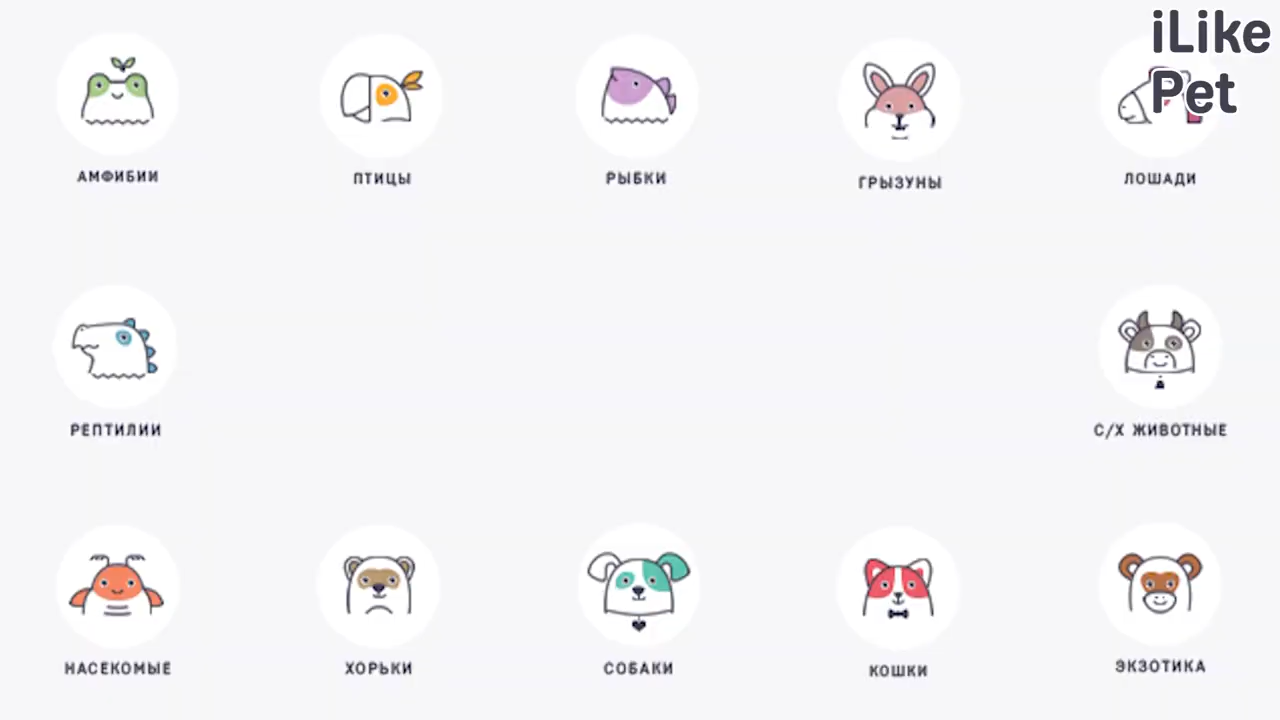 iLike
Pet
АМФИБИИ
ПТИЦЫ
РЫБКИ
ГРЫЗУНЫ
ЛОШАДИ
РЕПТИЛИИ
С/Х ЖИВОТНЫЕ
НАСЕКОМЫЕ
ХОРЬКИ
СОБАКИ
КОШКИ
ЭКЗОТИКА